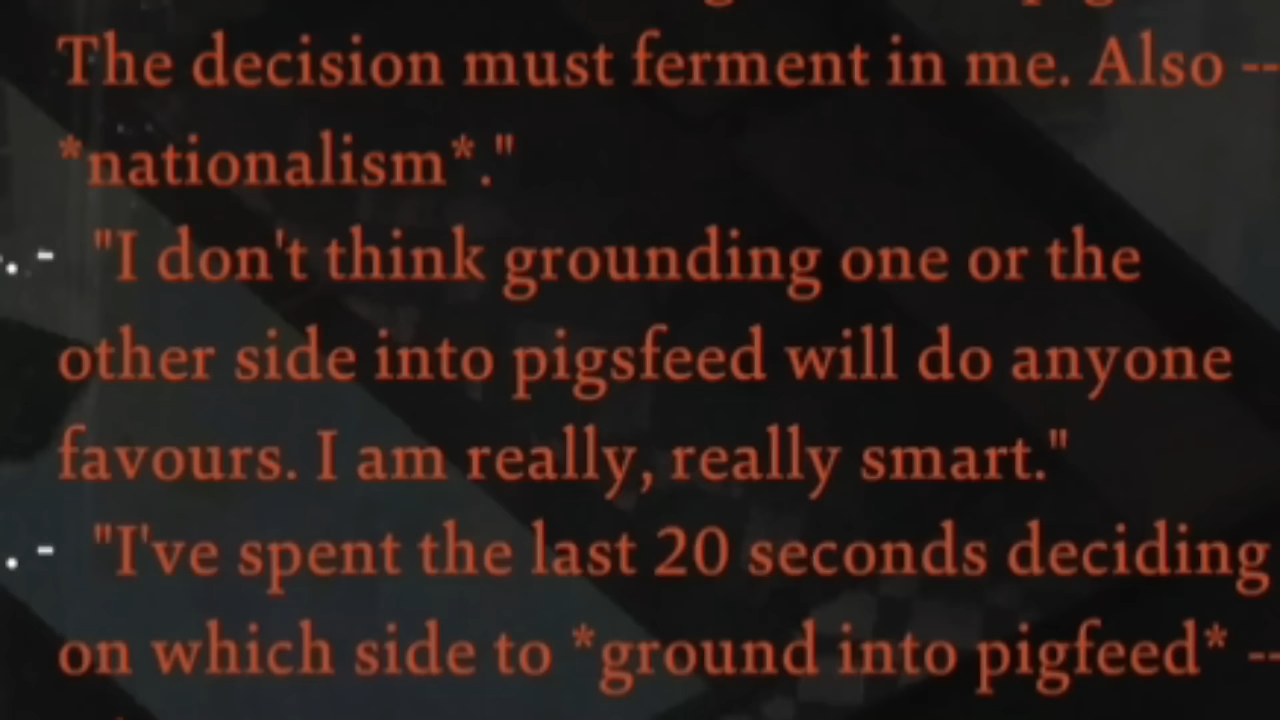 The decision must ferment in me. Also --
*nationalism*."
. - "I don't think grounding one or the
other side into pigsfeed will do anyone
favours. I am really, really smart."
. - "I've spent the last 20 seconds deciding
on which side to *ground into pigfeed* --